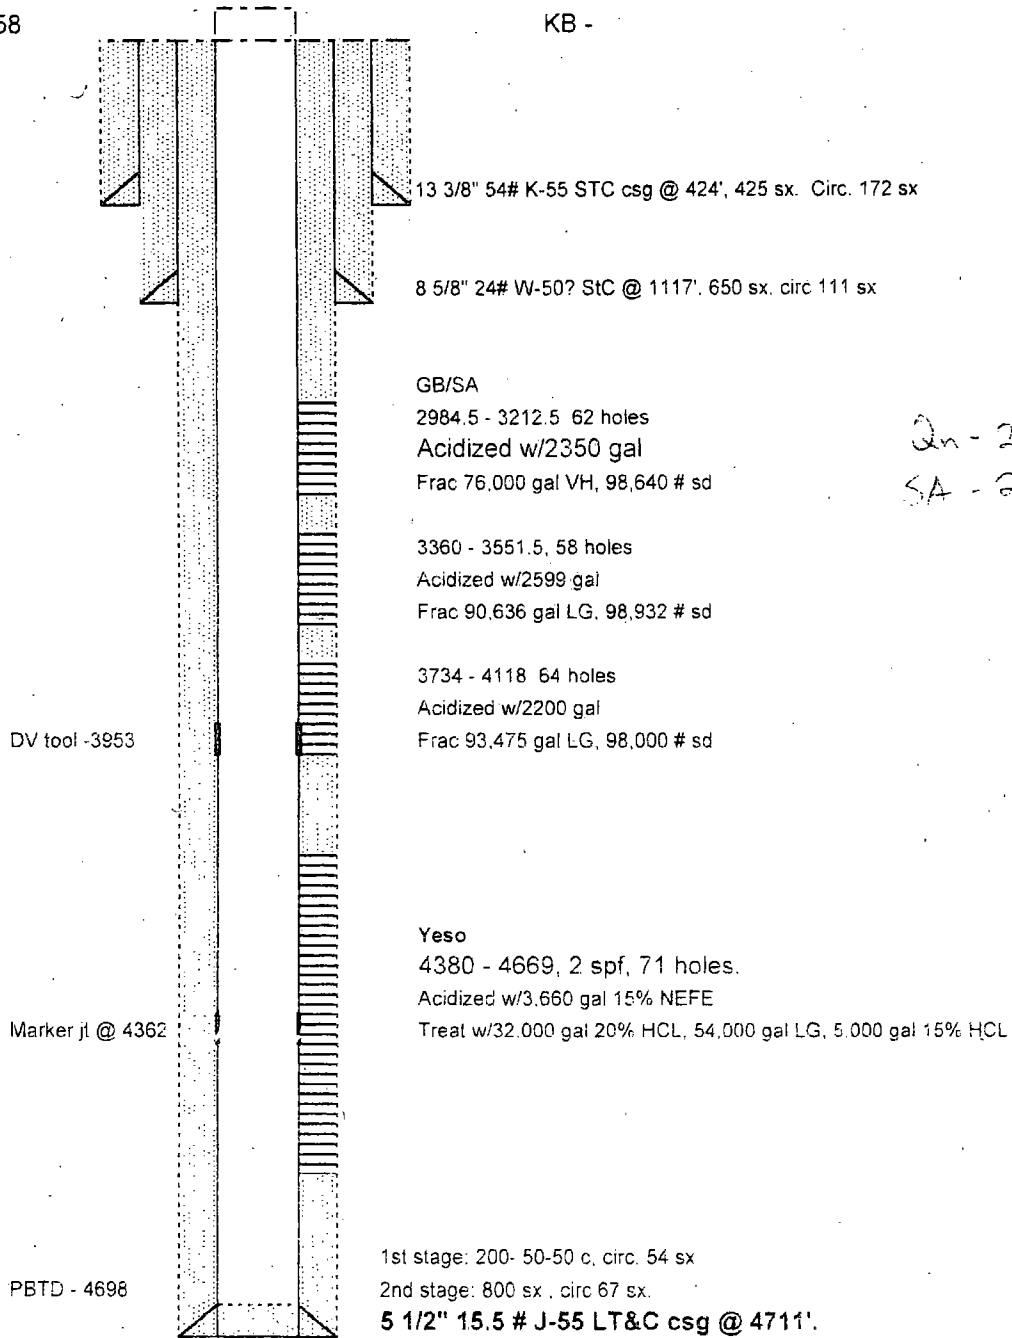 58
KB -
13 3/8" 54# K-55 STC csg @ 424', 425 sx. Circ. 172 sx
8 5/8" 24# W-50? StC @ 1117'. 650 sx. circ 111 sx
GB/SA
2984.5 - 3212.5 62 holes
Acidized w/2350 gal
Frac 76,000 gal VH, 98,640 # sd
Qn - 2
SA - 2
3360 - 3551.5, 58 holes
Acidized w/2599 gal
Frac 90,636 gal LG, 98,932 # sd
3734 - 4118 64 holes
Acidized w/2200 gal
Frac 93,475 gal LG, 98,000 # sd
DV tool -3953
Yeso
4380 - 4669, 2 spf, 71 holes.
Acidized w/3,660 gal 15% NEFE
Treat w/32,000 gal 20% HCL, 54,000 gal LG, 5,000 gal 15% HCL
Marker jt @ 4362
1st stage: 200- 50-50 c, circ. 54 sx
2nd stage: 800 sx , circ 67 sx.
PBTD - 4698
5 1/2" 15.5 # J-55 LT&C csg @ 4711'.